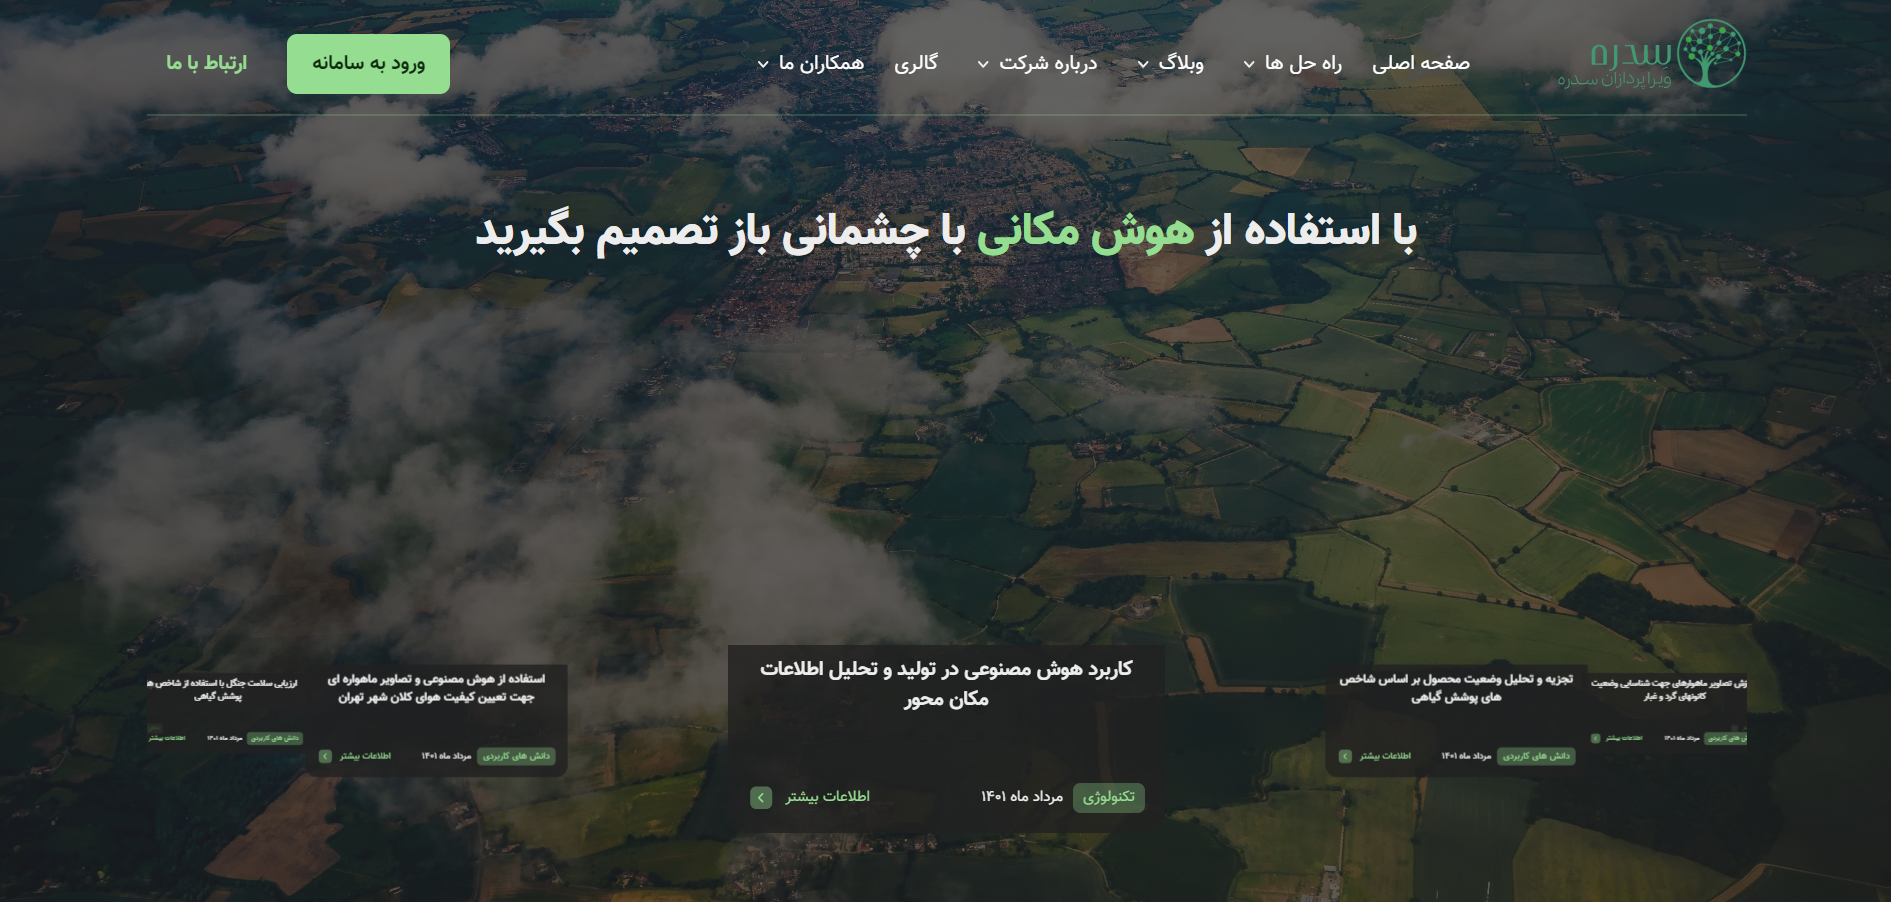 سدره
ویرا پردازان سدره
صفحه اصلی
راه حل ها
وبلاگ
درباره شرکت
گالری
همکاران ما
ورود به سامانه
ارتباط با ما
با استفاده از هوش مکانی با چشمانی باز تصمیم بگیرید
تصاویر ماهواره‌ای جهت شناسایی وضعیت
کانونهای گرد و غبار
های کاربردی
مرداد ماه ۱۴۰۱
اطلاعات بیشتر
تجزیه و تحلیل وضعیت محصول بر اساس شاخص
های پوشش گیاهی
دانش های کاربردی
مرداد ماه ۱۴۰۱
اطلاعات بیشتر
کاربرد هوش مصنوعی در تولید و تحلیل اطلاعات
مکان محور
تکنولوژی
مرداد ماه ۱۴۰۱
اطلاعات بیشتر
استفاده از هوش مصنوعی و تصاویر ماهواره ای
جهت تعیین کیفیت هوای کلان شهر تهران
دانش های کاربردی
مرداد ماه ۱۴۰۱
اطلاعات بیشتر
ارزیابی سلامت جنگل با استفاده از شاخص
پوشش گیاهی
دانش های کاربردی
مرداد ماه ۱۴۰۱
اطلاعات بیشتر